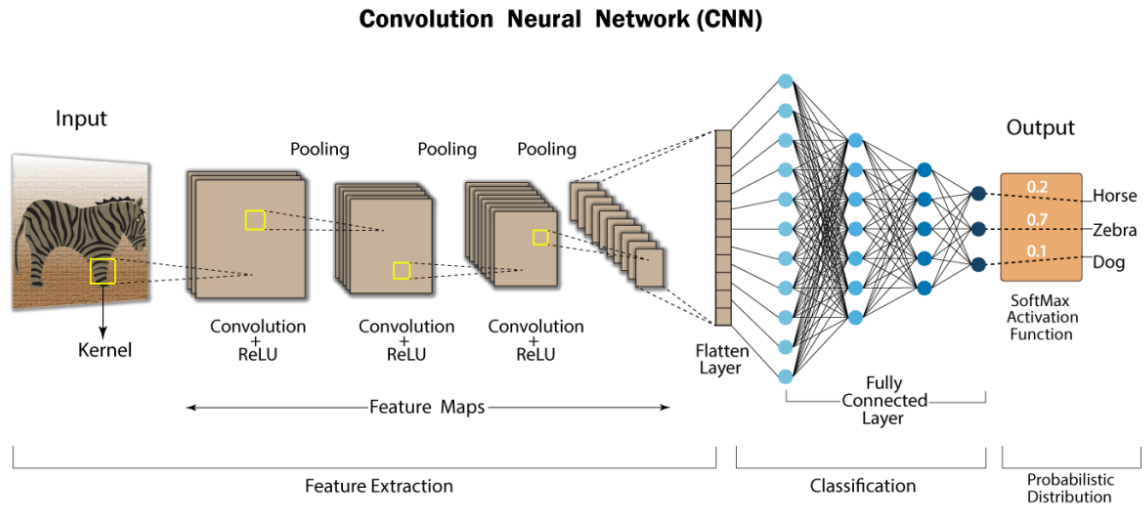 Convolution Neural Network (CNN)
Input
Pooling
Pooling
Pooling
Output
0.2
Horse
0.7
Zebra
0.1
Dog
SoftMax
Activation
Function
Kernel
Convolution
+
ReLU
Convolution
+
ReLU
Convolution
+
ReLU
Flatten
Layer
Fully
Connected
Layer
Feature Maps
Feature Extraction
Classification
Probabilistic
Distribution